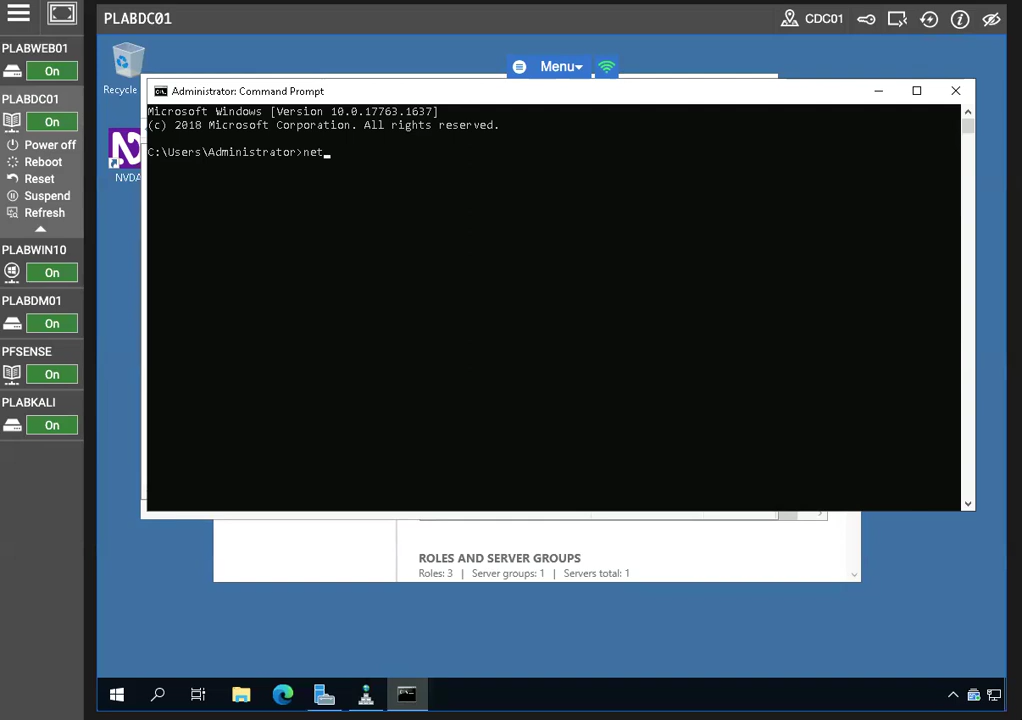 PLABDC01
CDC01
PLABWEB01
On
PLABDC01
On
Power off
Reboot
Reset
Suspend
Refresh
PLABWIN10
On
PLABDM01
On
PFSENSE
On
PLABKALI
On
Recycle
NVDA
Menu
Administrator: Command Prompt
Microsoft Windows [Version 10.0.17763.1637]
(c) 2018 Microsoft Corporation. All rights reserved.
C:\Users\Administrator>net_
ROLES AND SERVER GROUPS
Roles: 3 | Server groups: 1 | Servers total: 1